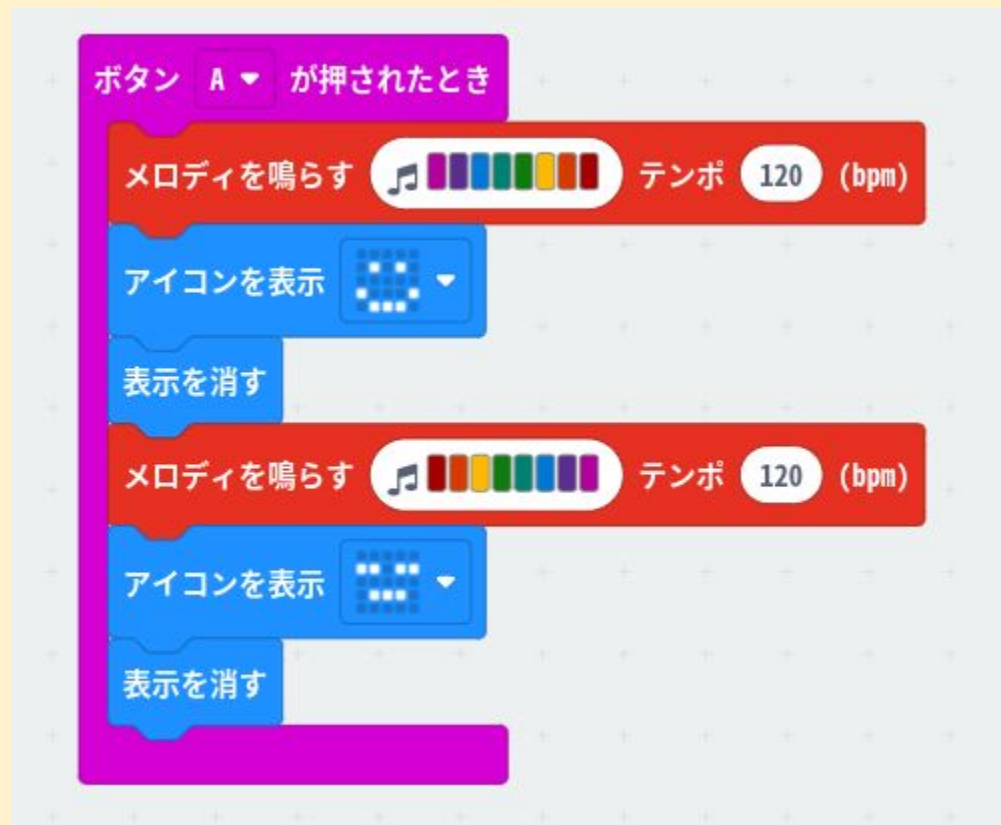 ボタン A が押されたとき
メロディを鳴らす テンポ 120 (bpm)
アイコンを表示
表示を消す
メロディを鳴らす テンポ 120 (bpm)
アイコンを表示
表示を消す